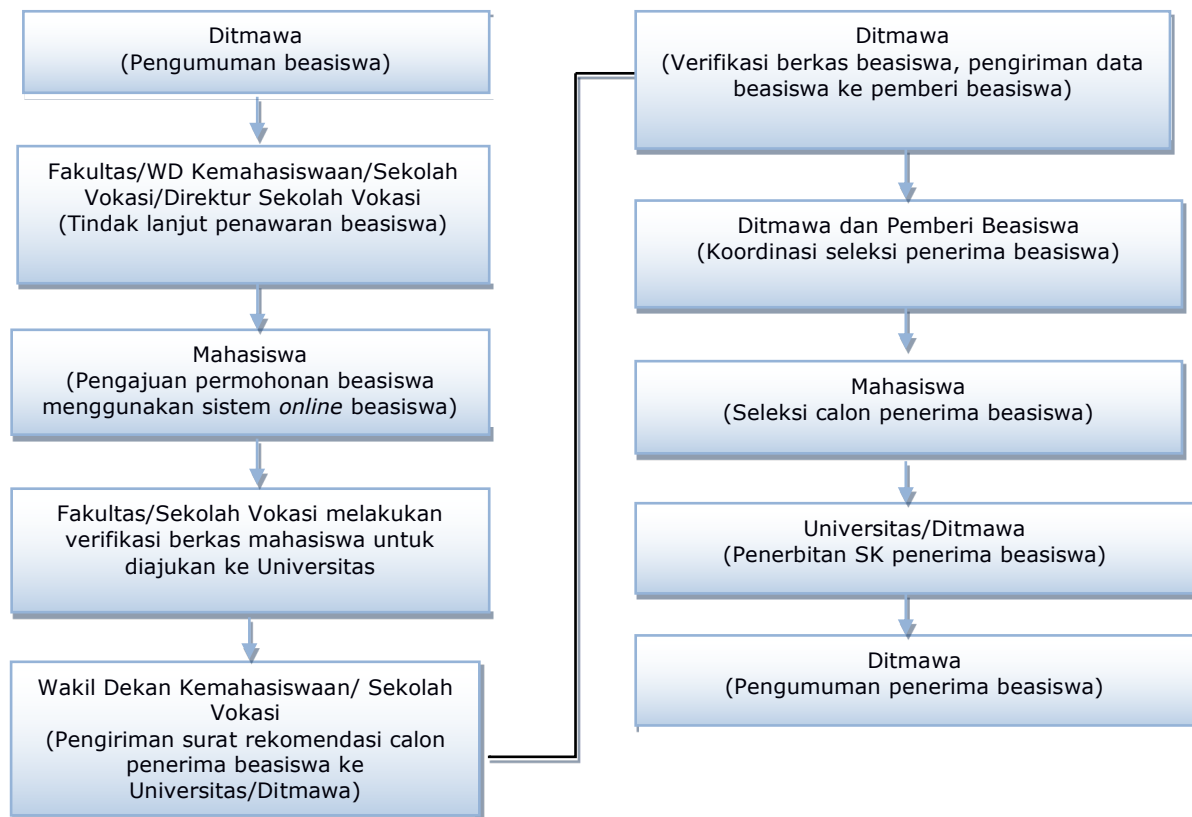 Ditmawa
(Pengumuman beasiswa)
Fakultas/WD Kemahasiswaan/Sekolah
Vokasi/Direktur Sekolah Vokasi
(Tindak lanjut penawaran beasiswa)
Mahasiswa
(Pengajuan permohonan beasiswa
menggunakan sistem online beasiswa)
Fakultas/Sekolah Vokasi melakukan
verifikasi berkas mahasiswa untuk
diajukan ke Universitas
Wakil Dekan Kemahasiswaan/ Sekolah
Vokasi
(Pengiriman surat rekomendasi calon
penerima beasiswa ke
Universitas/Ditmawa)
Ditmawa
(Verifikasi berkas beasiswa, pengiriman data
beasiswa ke pemberi beasiswa)
Ditmawa dan Pemberi Beasiswa
(Koordinasi seleksi penerima beasiswa)
Mahasiswa
(Seleksi calon penerima beasiswa)
Universitas/Ditmawa
(Penerbitan SK penerima beasiswa)
Ditmawa
(Pengumuman penerima beasiswa)